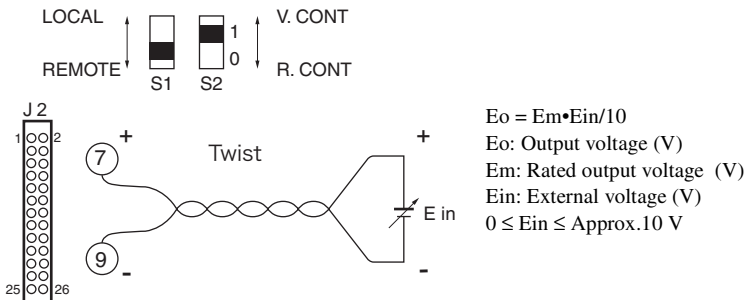 LOCAL V. CONT
1
0
REMOTE R. CONT
S1 S2
J 2
1 2
+ +
7 Twist
E in
9
- -
25 26
Eo = Em•Ein/10
Eo: Output voltage (V)
Em: Rated output voltage (V)
Ein: External voltage (V)
0 ≤ Ein ≤ Approx.10 V